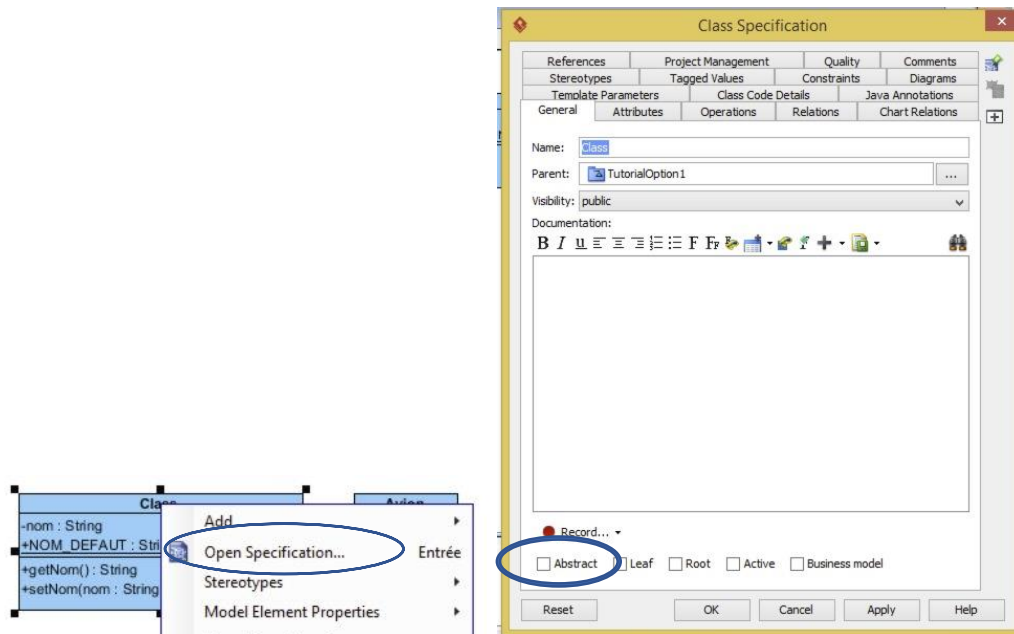 Class
-nom : String
+NOM_DEFAUT : Stri
+getNom() : String
+setNom(nom : String
Avion
Add
Open Specification... Entrée
Stereotypes
Model Element Properties
Class Specification
References Project Management Quality Comments
Stereotypes Tagged Values Constraints Diagrams
Template Parameters Class Code Details Java Annotations
General Attributes Operations Relations Chart Relations
Name: Class
Parent: TutorialOption1 ...
Visibility: public
Documentation:
B I u F
Record...
Abstract Leaf Root Active Business model
Reset OK Cancel Apply Help